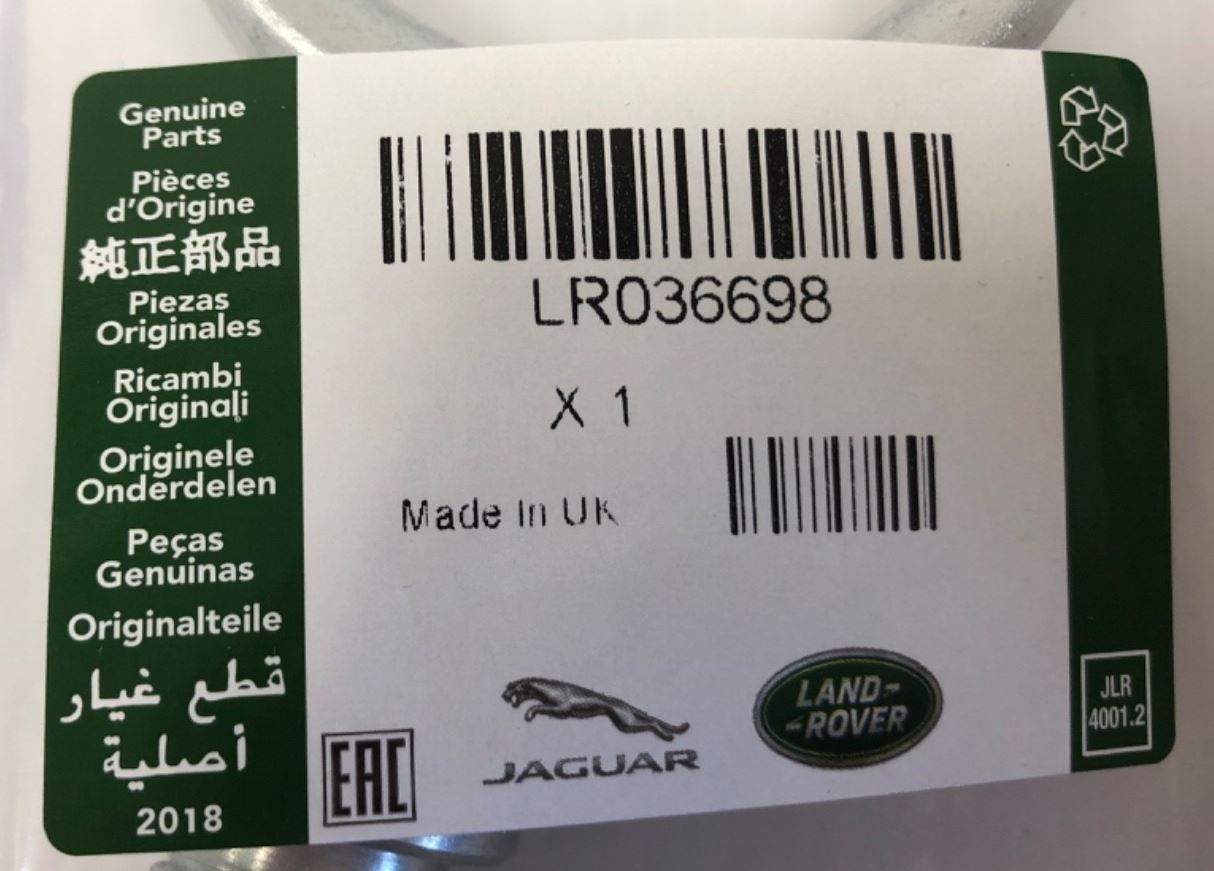 Genuine
Parts
Pièces
d'Origine
純正部品
Piezas
Originales
Ricambi
Originali
Originele
Onderdelen
Peças
Genuinas
Originalteile
قطع غيار
أصلية
2018
LR036698
X 1
Made In UK
EAC
JAGUAR
LAND-
-ROVER
JLR
4001.2